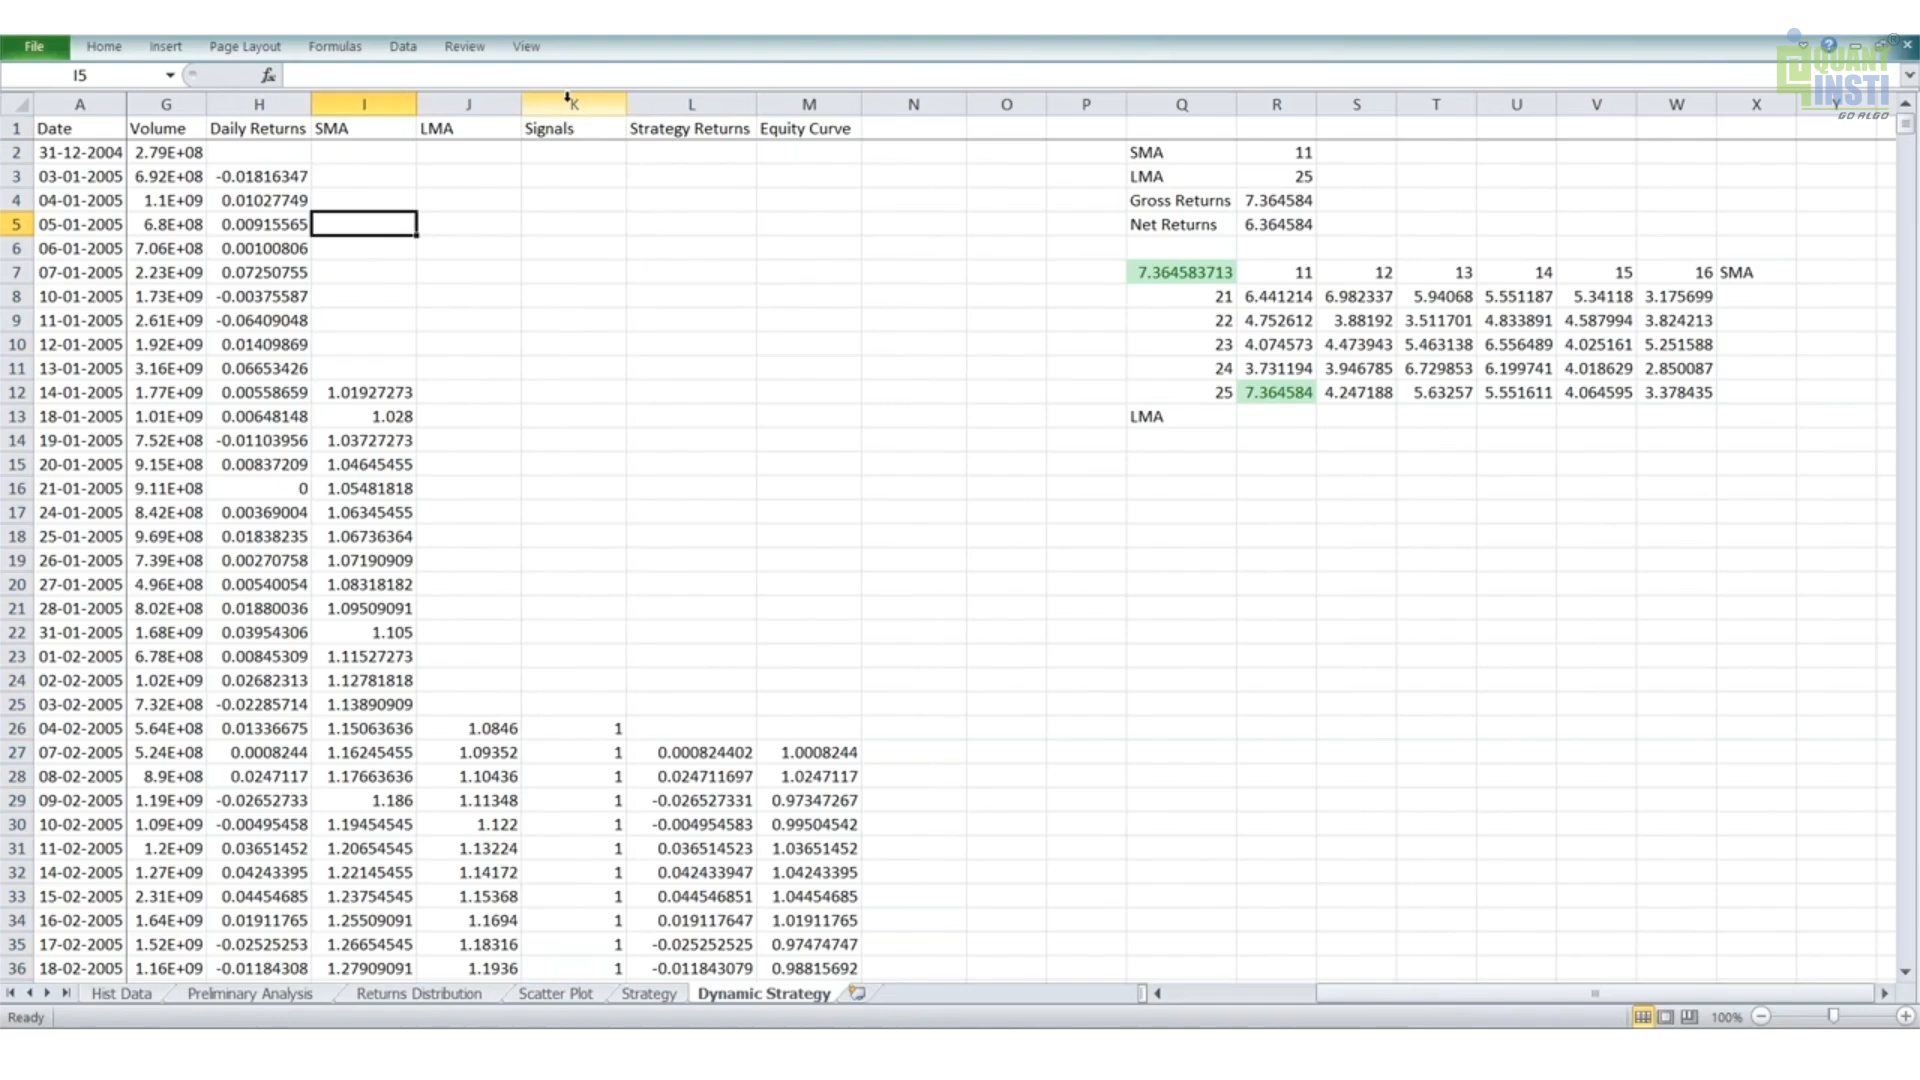 QUANT
INSTI
GO ALGO
File Home Insert Page Layout Formulas Data Review View
I5 fx
A G H I J K L M N O P Q R S T U V W X Y
1 Date Volume Daily Returns SMA LMA Signals Strategy Returns Equity Curve
2 31-12-2004 2.79E+08 SMA 11
3 03-01-2005 6.92E+08 -0.01816347 LMA 25
4 04-01-2005 1.1E+09 0.01027749 Gross Returns 7.364584
5 05-01-2005 6.8E+08 0.00915565 Net Returns 6.364584
6 06-01-2005 7.06E+08 0.00100806
7 07-01-2005 2.23E+09 0.07250755 7.364583713 11 12 13 14 15 16 SMA
8 10-01-2005 1.73E+09 -0.00375587 21 6.441214 6.982337 5.94068 5.551187 5.34118 3.175699
9 11-01-2005 2.61E+09 -0.06409048 22 4.752612 3.88192 3.511701 4.833891 4.587994 3.824213
10 12-01-2005 1.92E+09 0.01409869 23 4.074573 4.473943 5.463138 6.556489 4.025161 5.251588
11 13-01-2005 3.16E+09 0.06653426 24 3.731194 3.946785 6.729853 6.199741 4.018629 2.850087
12 14-01-2005 1.77E+09 0.00558659 1.01927273 25 7.364584 4.247188 5.63257 5.551611 4.064595 3.378435
13 18-01-2005 1.01E+09 0.00648148 1.028 LMA
14 19-01-2005 7.52E+08 -0.01103956 1.03727273
15 20-01-2005 9.15E+08 0.00837209 1.04645455
16 21-01-2005 9.11E+08 0 1.05481818
17 24-01-2005 8.42E+08 0.00369004 1.06345455
18 25-01-2005 9.69E+08 0.01838235 1.06736364
19 26-01-2005 7.39E+08 0.00270758 1.07190909
20 27-01-2005 4.96E+08 0.00540054 1.08318182
21 28-01-2005 8.02E+08 0.01880036 1.09509091
22 31-01-2005 1.68E+09 0.03954306 1.105
23 01-02-2005 6.78E+08 0.00845309 1.11527273
24 02-02-2005 1.02E+09 0.02682313 1.12781818
25 03-02-2005 7.32E+08 -0.02285714 1.13890909
26 04-02-2005 5.64E+08 0.01336675 1.15063636 1.0846 1
27 07-02-2005 5.24E+08 0.0008244 1.16245455 1.09352 1 0.000824402 1.0008244
28 08-02-2005 8.9E+08 0.0247117 1.17663636 1.10436 1 0.024711697 1.0247117
29 09-02-2005 1.19E+09 -0.02652733 1.186 1.11348 1 -0.026527331 0.97347267
30 10-02-2005 1.09E+09 -0.00495458 1.19454545 1.122 1 -0.004954583 0.99504542
31 11-02-2005 1.2E+09 0.03651452 1.20654545 1.13224 1 0.036514523 1.03651452
32 14-02-2005 1.27E+09 0.04243395 1.22145455 1.14172 1 0.042433947 1.04243395
33 15-02-2005 2.31E+09 0.04454685 1.23754545 1.15368 1 0.044546851 1.04454685
34 16-02-2005 1.64E+09 0.01911765 1.25509091 1.1694 1 0.019117647 1.01911765
35 17-02-2005 1.52E+09 -0.02525253 1.26654545 1.18316 1 -0.025252525 0.97474747
36 18-02-2005 1.16E+09 -0.01184308 1.27909091 1.1936 1 -0.011843079 0.98815692
Hist Data Prelminary Analysis Returns Distribution Scatter Plot Strategy Dynamic Strategy
Ready 100%